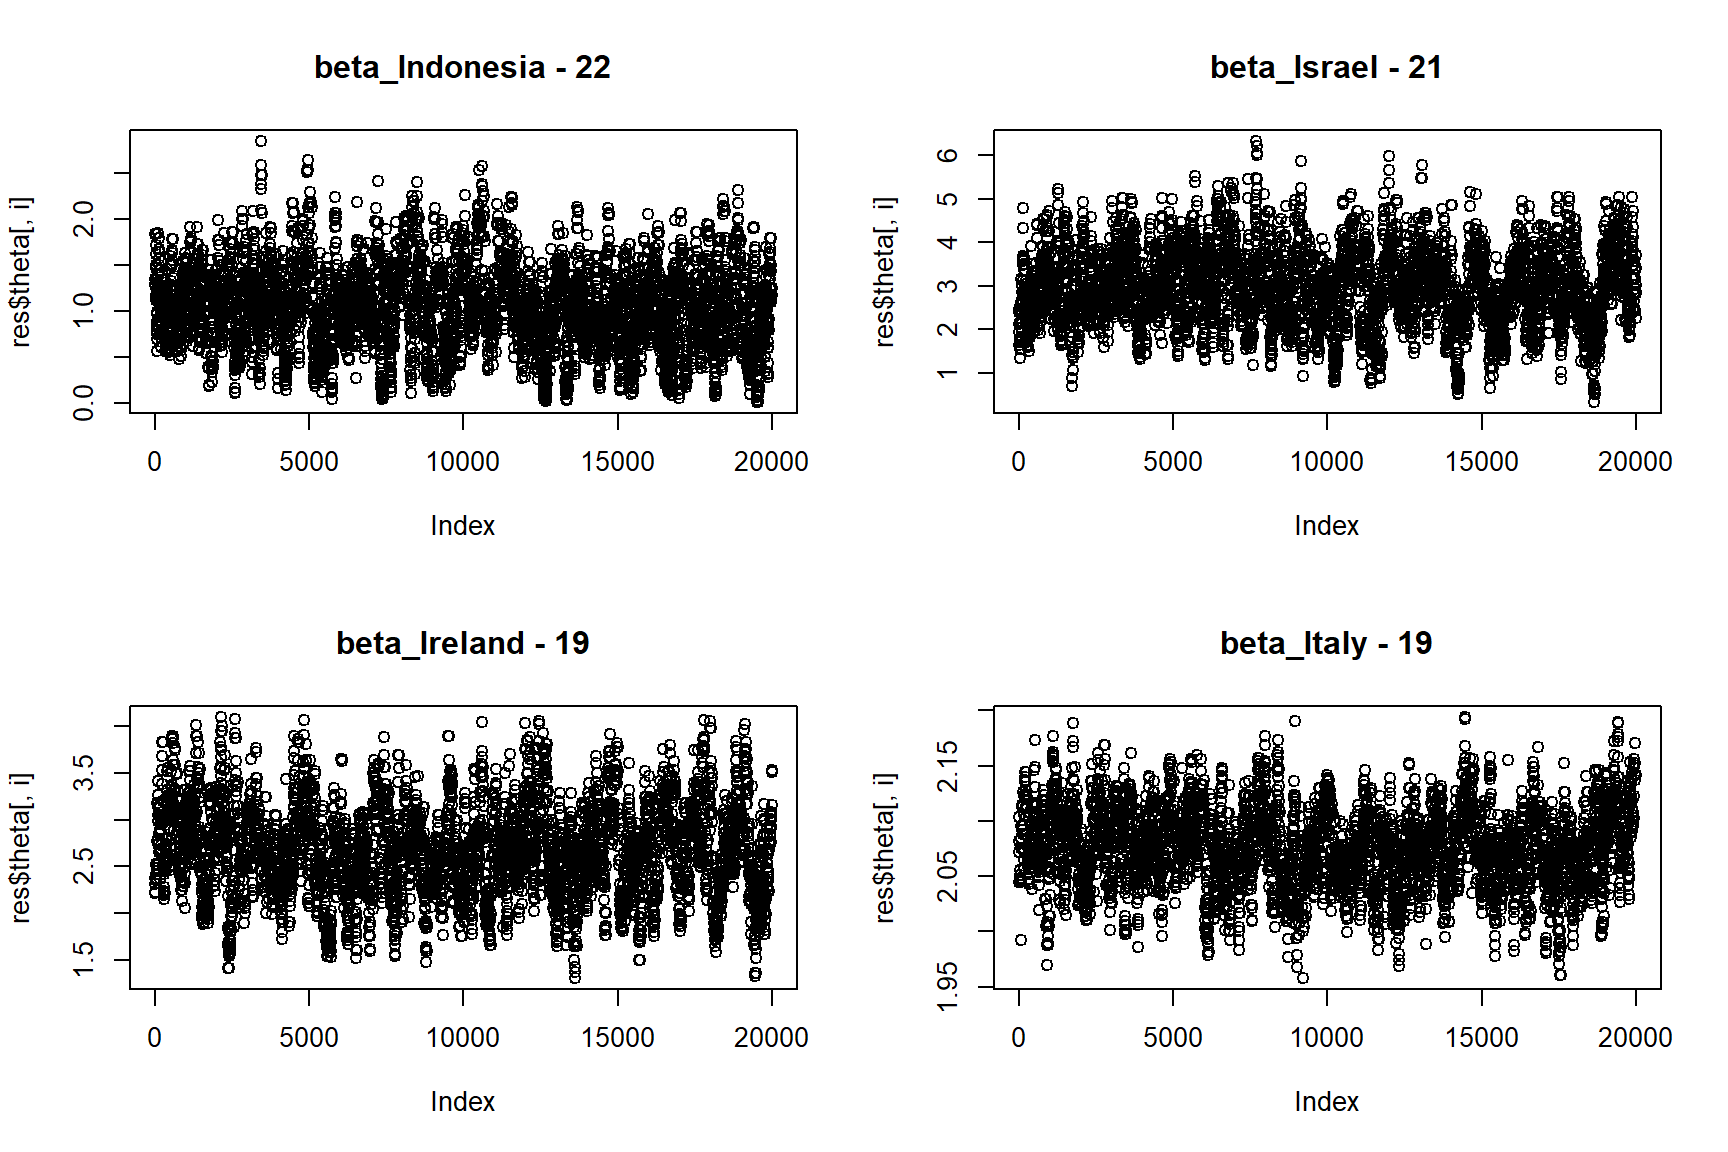 beta_Indonesia - 22
res$theta[, i]
0.0 1.0 2.0
0 5000 10000 15000 20000
Index
beta_Israel - 21
res$theta[, i]
1 2 3 4 5 6
0 5000 10000 15000 20000
Index
beta_Ireland - 19
res$theta[, i]
1.5 2.5 3.5
0 5000 10000 15000 20000
Index
beta_Italy - 19
res$theta[, i]
1.95 2.05 2.15
0 5000 10000 15000 20000
Index